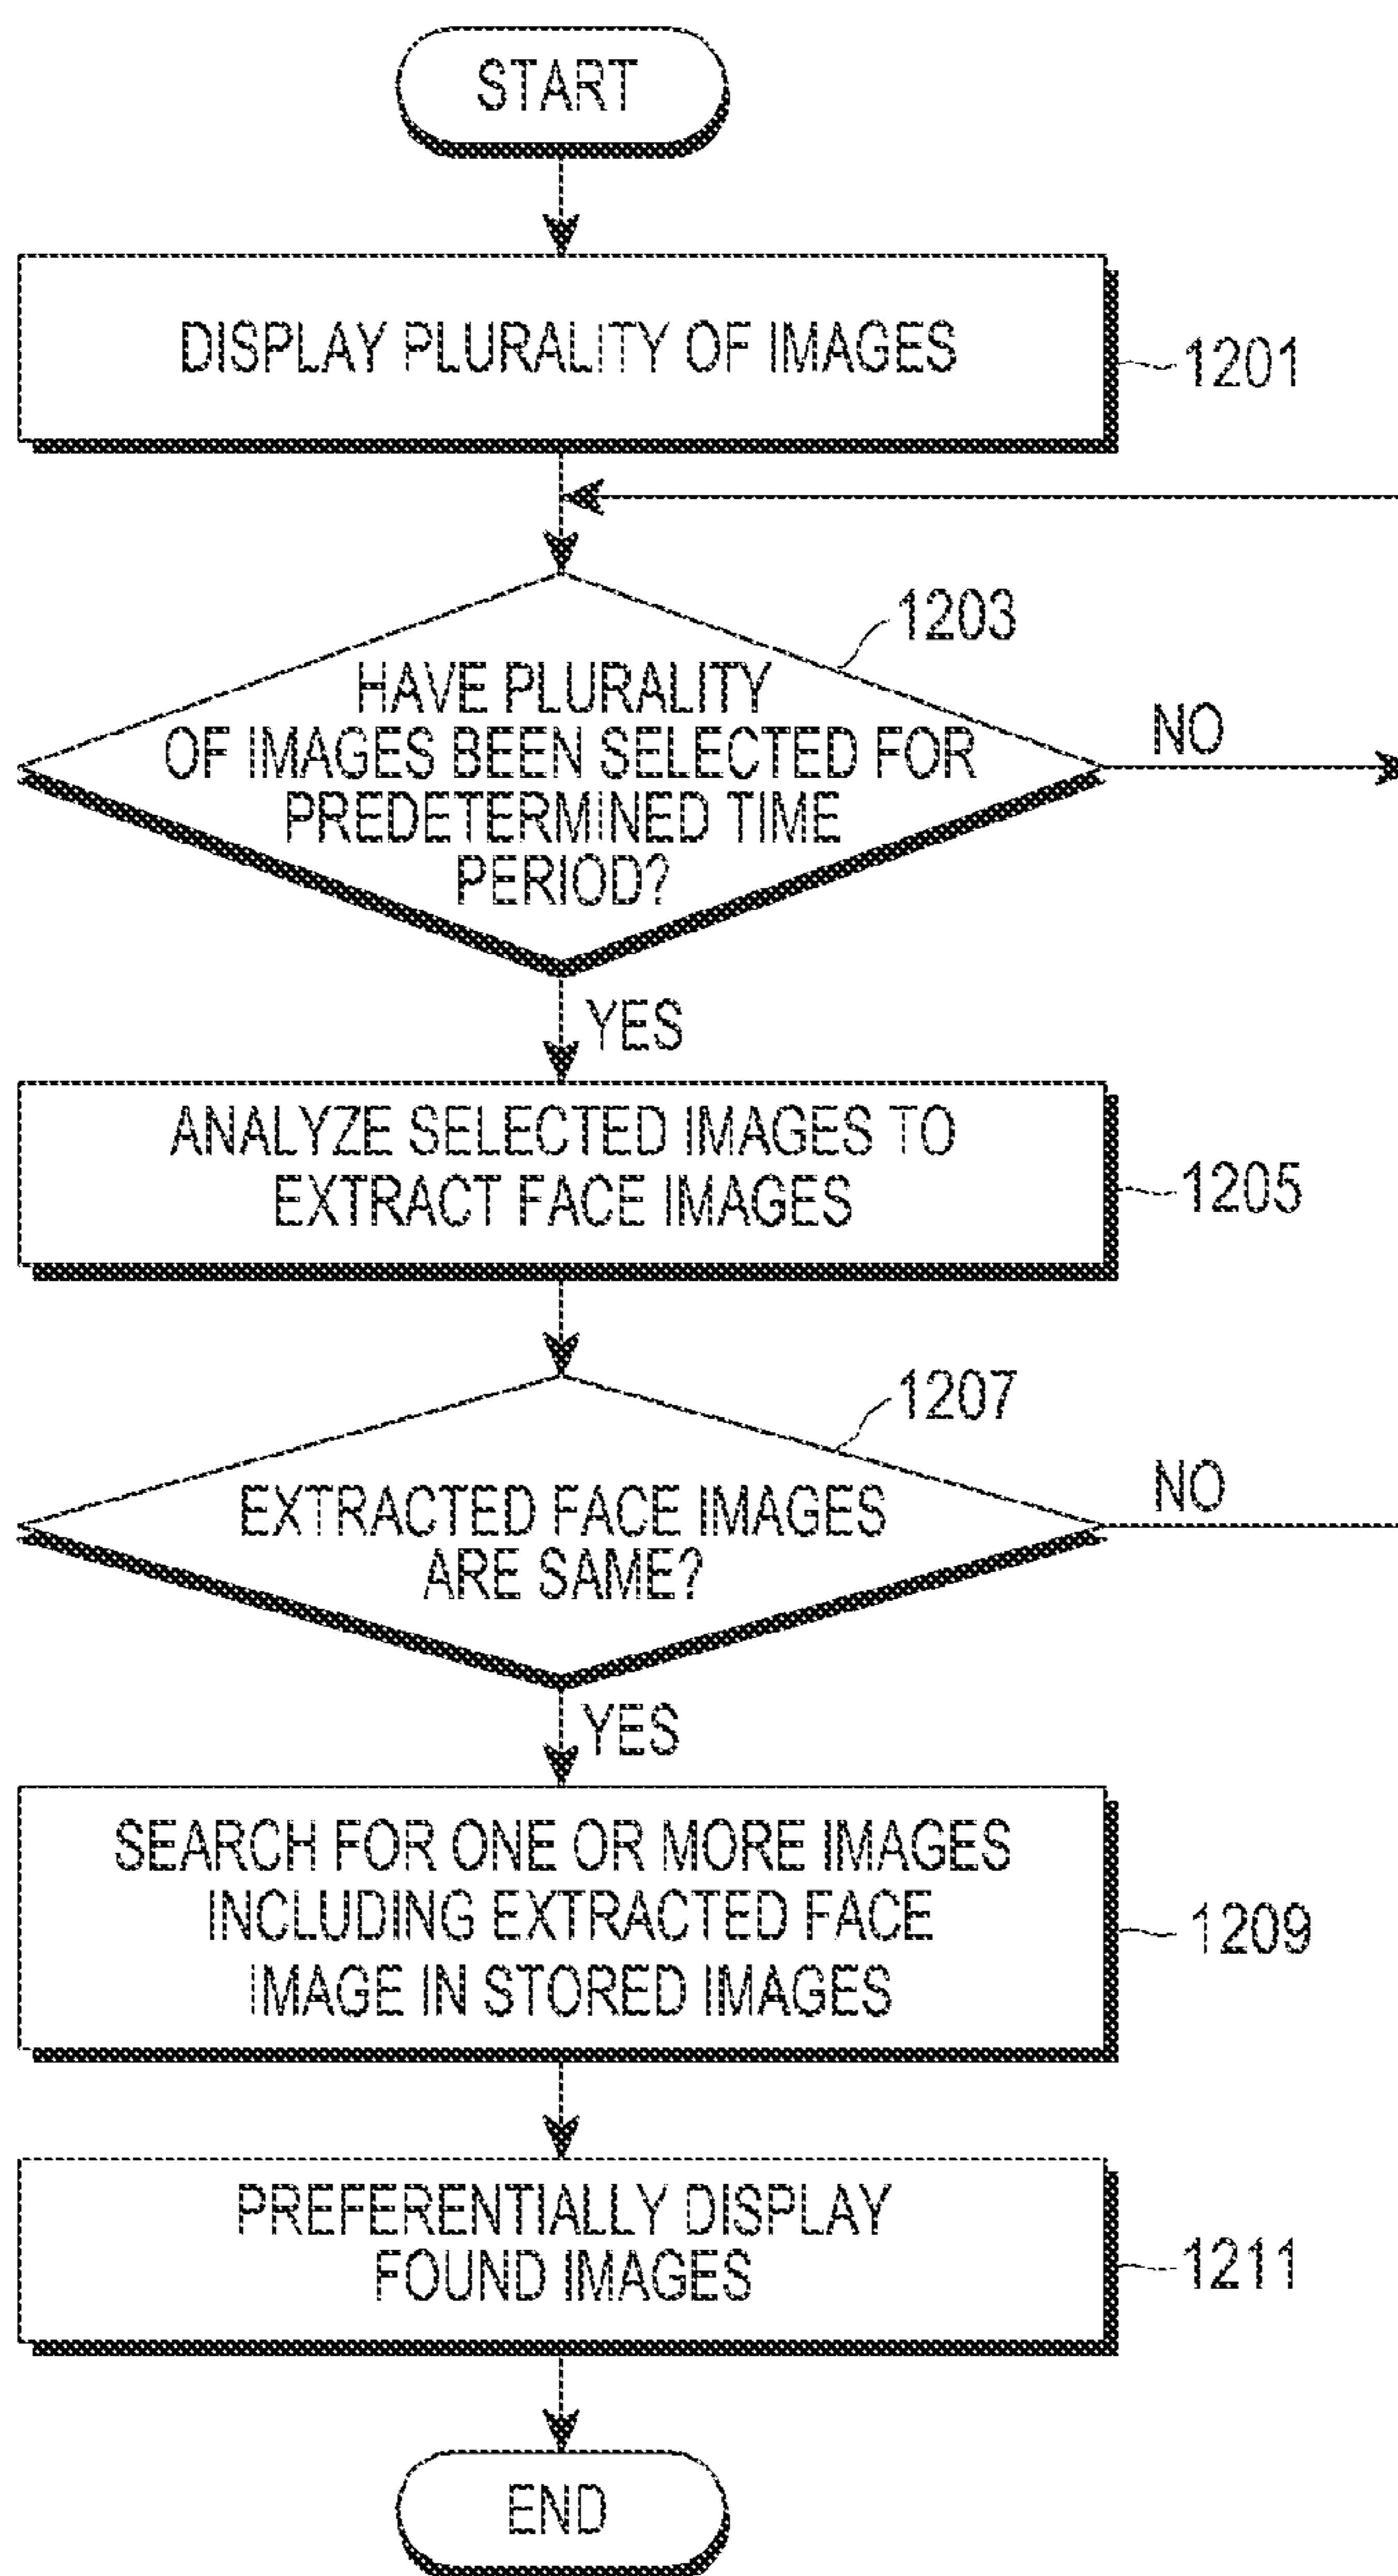 START
DISPLAY PLURALITY OF IMAGES
1201
1203
HAVE PLURALITY
OF IMAGES BEEN SELECTED FOR
PREDETERMINED TIME
PERIOD?
NO
YES
ANALYZE SELECTED IMAGES TO
EXTRACT FACE IMAGES
1205
1207
EXTRACTED FACE IMAGES
ARE SAME?
NO
YES
SEARCH FOR ONE OR MORE IMAGES
INCLUDING EXTRACTED FACE
IMAGE IN STORED IMAGES
1209
PREFERENTIALLY DISPLAY
FOUND IMAGES
1211
END